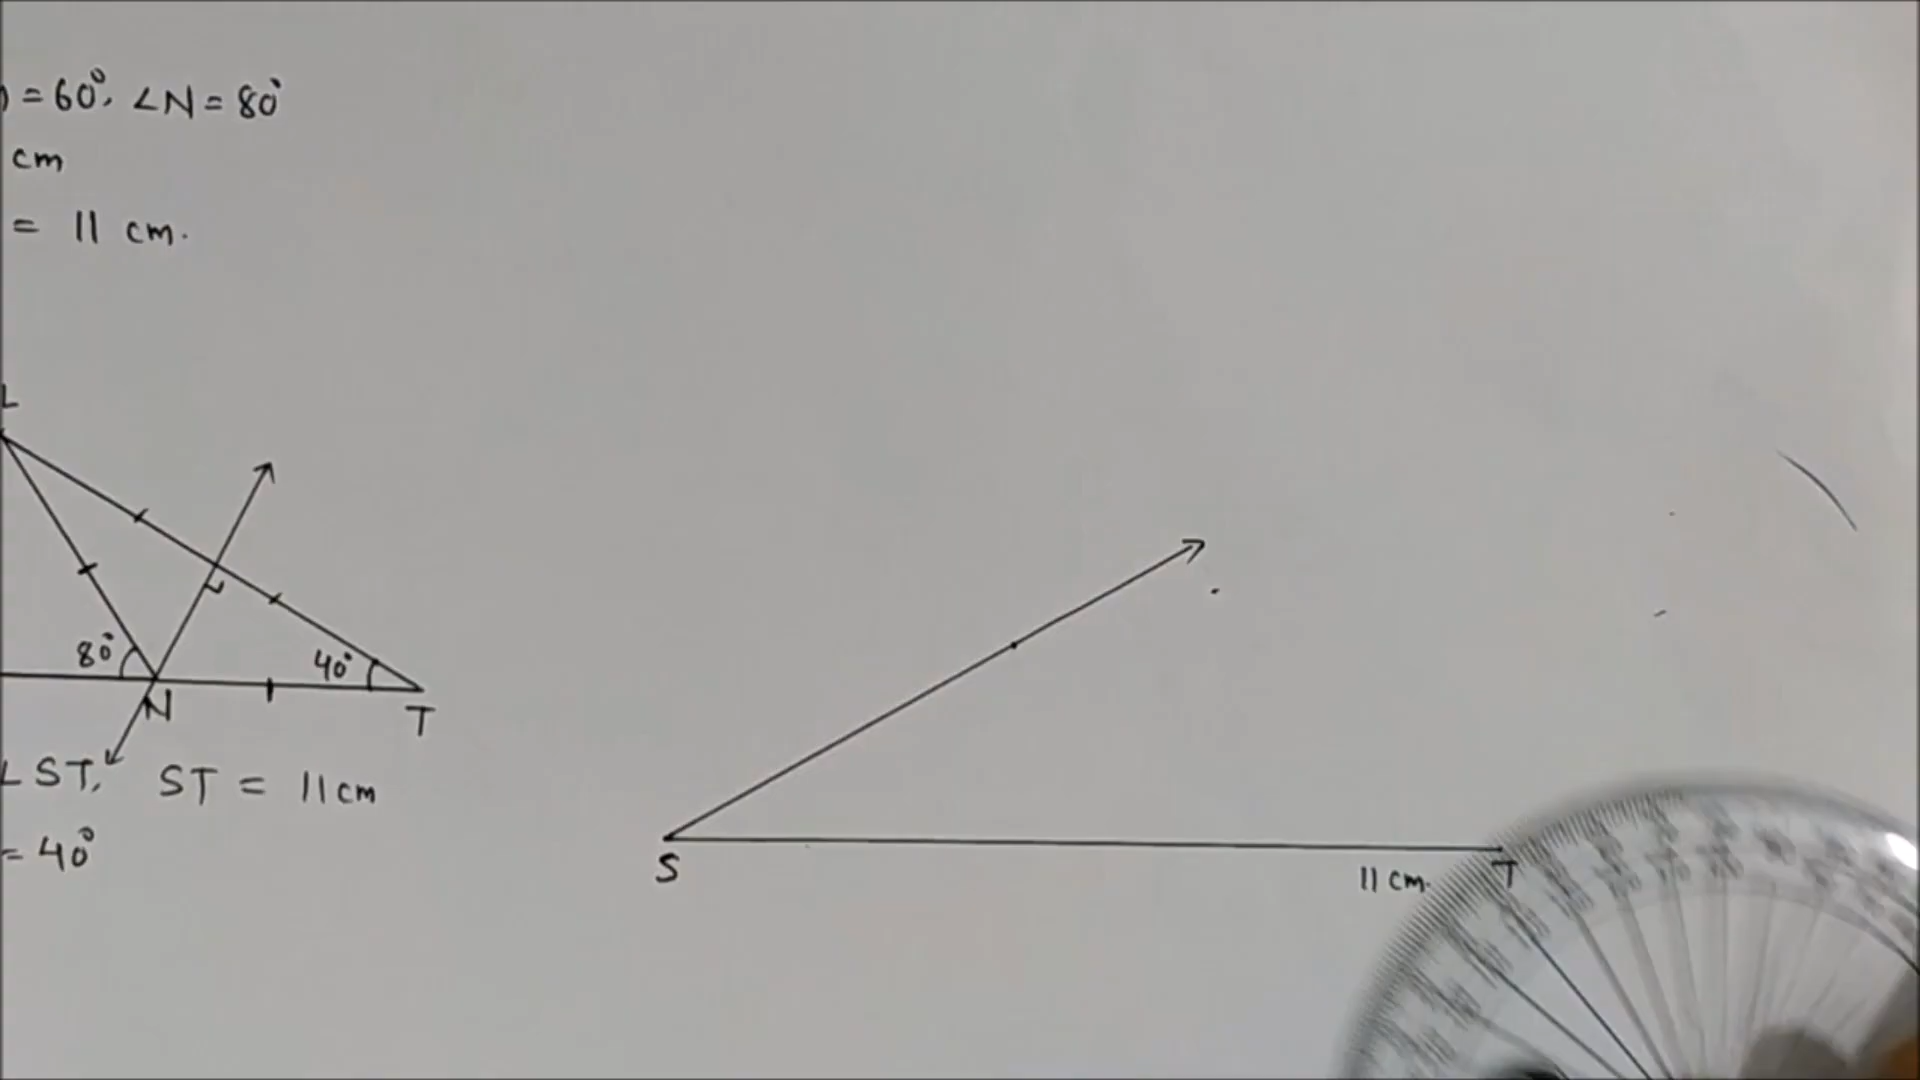 = 60°, ∠N = 80°
cm
= 11 cm.
L
80°
40°
N
T
ST, ST = 11 cm
= 40°
S
11 cm.
T